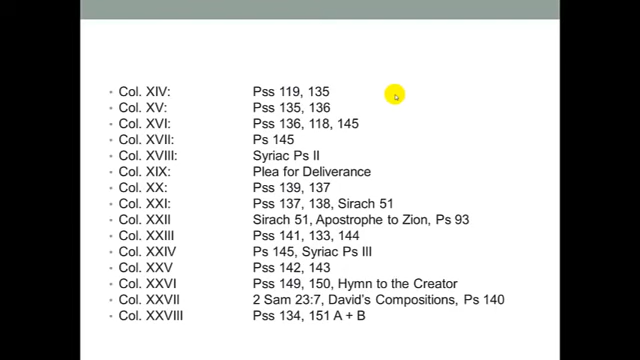 • Col. XIV: Pss 119, 135
• Col. XV: Pss 135, 136
• Col. XVI: Pss 136, 118, 145
• Col. XVII: Ps 145
• Col. XVIII: Syriac Ps II
• Col. XIX: Plea for Deliverance
• Col. XX: Pss 139, 137
• Col. XXI: Pss 137, 138, Sirach 51
• Col. XXII Sirach 51, Apostrophe to Zion, Ps 93
• Col. XXIII Pss 141, 133, 144
• Col. XXIV Ps 145, Syriac Ps III
• Col. XXV Pss 142, 143
• Col. XXVI Pss 149, 150, Hymn to the Creator
• Col. XXVII 2 Sam 23:7, David's Compositions, Ps 140
• Col. XXVIII Pss 134, 151 A + B